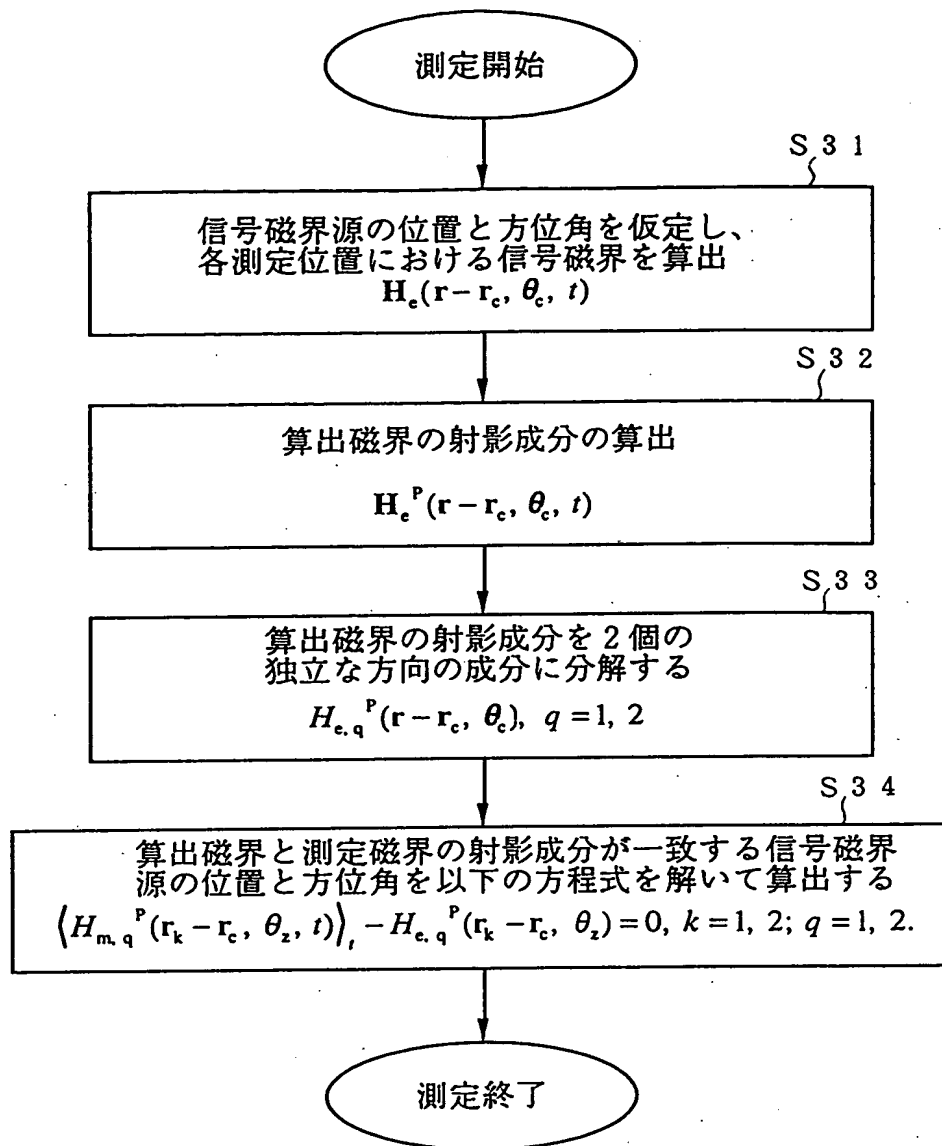 測定開始
S31
信号磁界源の位置と方位角を仮定し、
各測定位置における信号磁界を算出
H_e(r−r_c, θ_c, t)
S32
算出磁界の射影成分の算出
H_e^P(r−r_c, θ_c, t)
S33
算出磁界の射影成分を2個の
独立な方向の成分に分解する
H_{e,q}^P(r−r_c, θ_c), q=1, 2
S34
算出磁界と測定磁界の射影成分が一致する信号磁界
源の位置と方位角を以下の方程式を解いて算出する
⟨H_{m,q}^P(r_k−r_c, θ_z, t)⟩_t−H_{e,q}^P(r_k−r_c, θ_z)=0, k=1, 2; q=1, 2.
測定終了